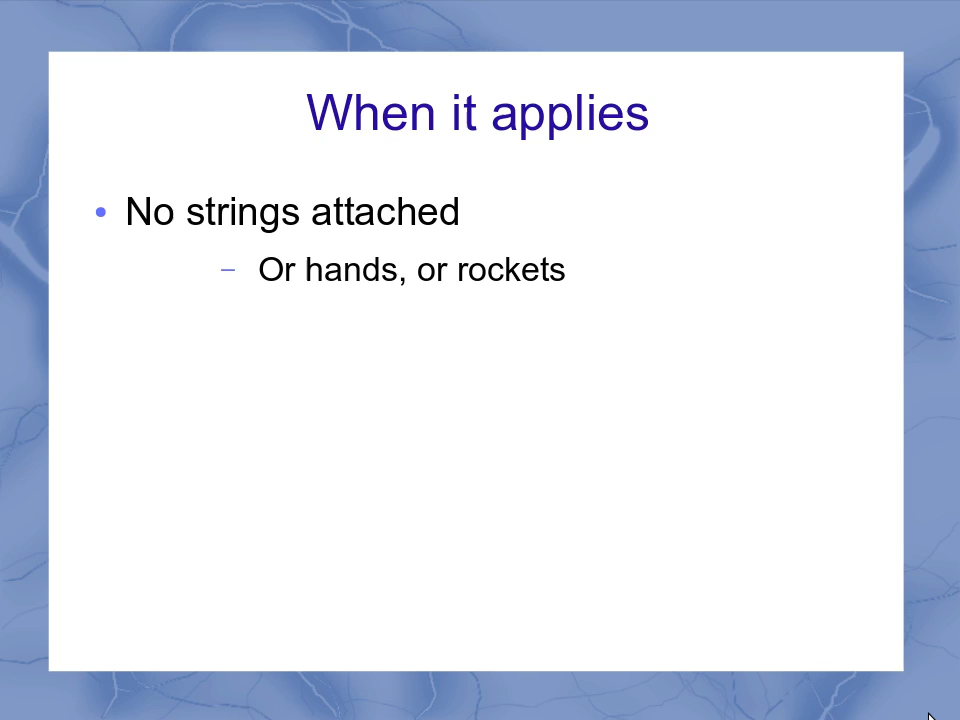 When it applies
• No strings attached
– Or hands, or rockets